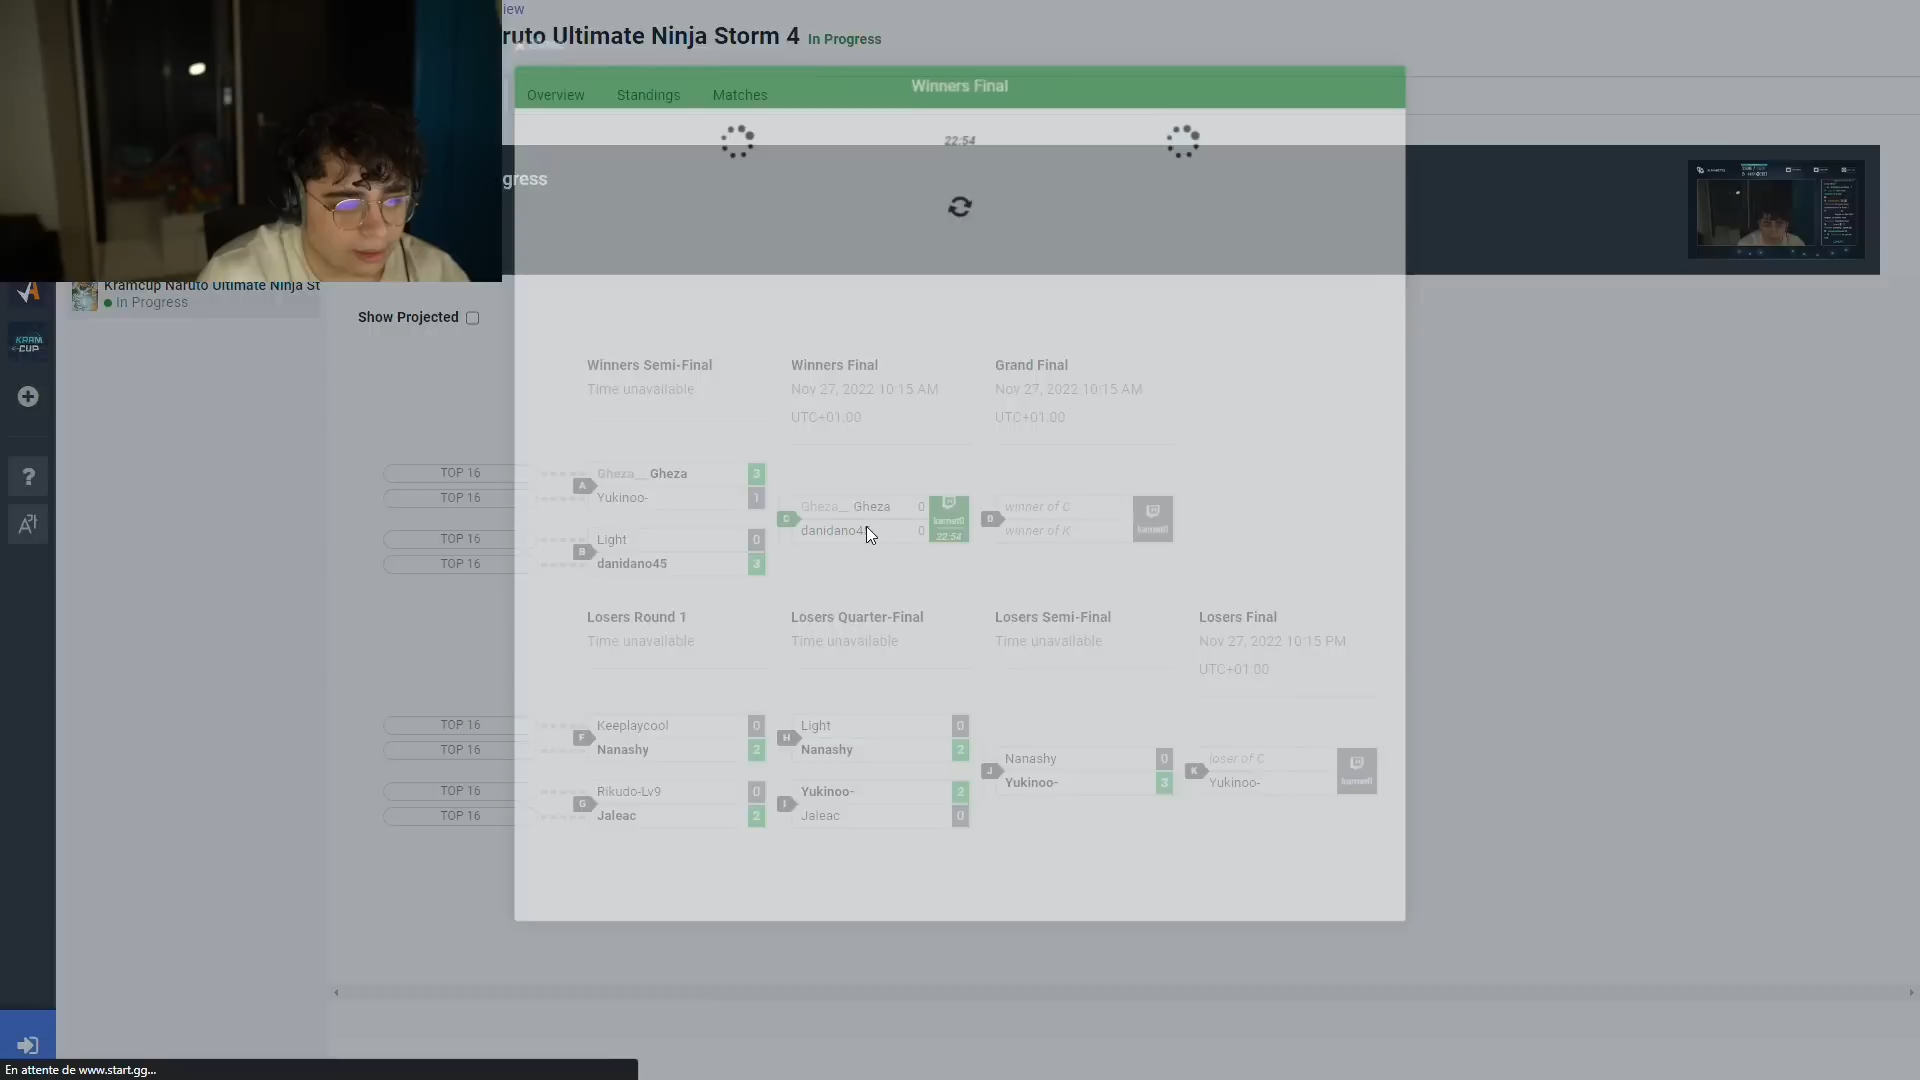 iew
ruto Ultimate Ninja Storm 4 In Progress
Winners Final
Overview Standings Matches
22:54
gress
Kramcup Naruto Ultimate Ninja St
In Progress
KRAM
CUP
Show Projected
Winners Semi-Final
Time unavailable
Winners Final
Nov 27, 2022 10:15 AM
UTC+01:00
Grand Final
Nov 27, 2022 10:15 AM
UTC+01:00
TOP 16
TOP 16
TOP 16
TOP 16
A
Gheza__ Gheza 3
Yukinoo- 1
B
Light 0
danidano45 3
C
Gheza__ Gheza 0
danidano4 0
22:54
D
winner of C
winner of K
Losers Round 1
Time unavailable
Losers Quarter-Final
Time unavailable
Losers Semi-Final
Time unavailable
Losers Final
Nov 27, 2022 10:15 PM
UTC+01:00
TOP 16
TOP 16
TOP 16
TOP 16
F
Keeplaycool 0
Nanashy 2
G
Rikudo-Lv9 0
Jaleac 2
H
Light 0
Nanashy 2
I
Yukinoo- 2
Jaleac 0
J
Nanashy 0
Yukinoo- 3
K
loser of C
Yukinoo-
En attente de www.start.gg...